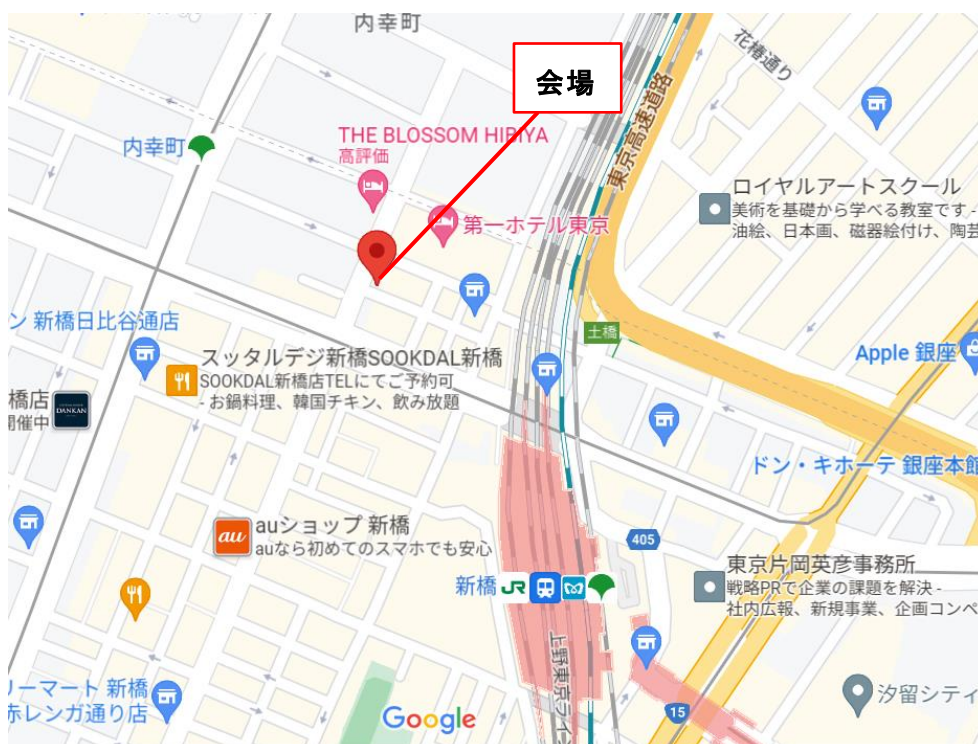 内幸町
会場
花椿通り
東京高速道路
内幸町
THE BLOSSOM HIBIYA
高評価
ロイヤルアートスクール
美術を基礎から学べる教室です -
油絵、日本画、磁器絵付け、陶芸
第一ホテル東京
ン 新橋日比谷通店
土橋
Apple 銀座
スッタルデジ新橋SOOKDAL新橋
SOOKDAL新橋店TELにてご予約可
- お鍋料理、韓国チキン、飲み放題
橋店
開催中
DANKAN
ドン・キホーテ 銀座本館
au
auショップ 新橋
auなら初めてのスマホでも安心
405
東京片岡英彦事務所
戦略PRで企業の課題を解決 -
社内広報、新規事業、企画コンペ
新橋 JR
上野東京ライン
リーマート 新橋
赤レンガ通り店
Google
15
汐留シティ